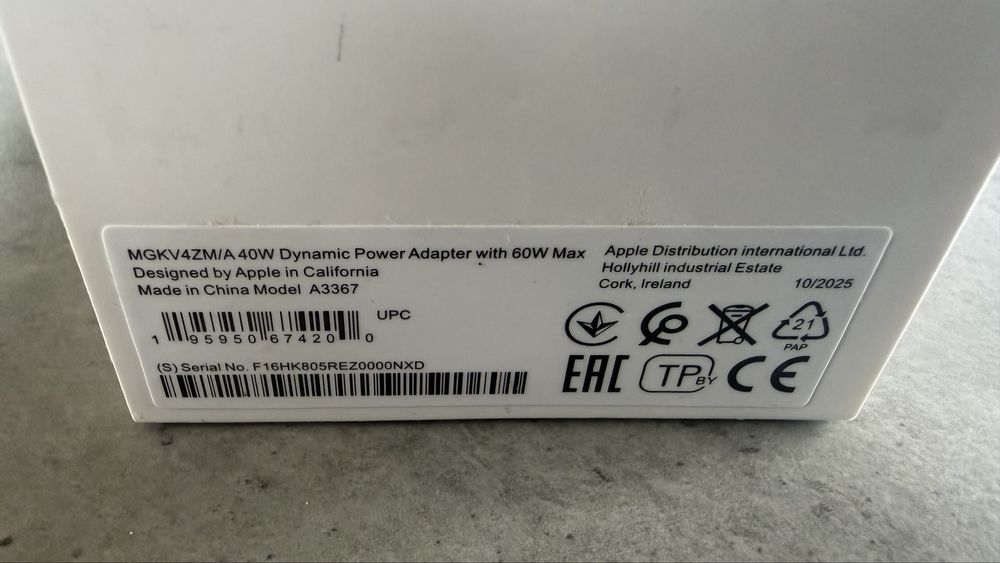 MGKV4ZM/A 40W Dynamic Power Adapter with 60W Max
Designed by Apple in California
Made in China Model A3367
UPC
1 95950 67420 0
(S) Serial No. F16HK805REZ0000NXD
Apple Distribution international Ltd.
Hollyhill industrial Estate
Cork, Ireland 10/2025
21
PAP
EAC TP BY CE